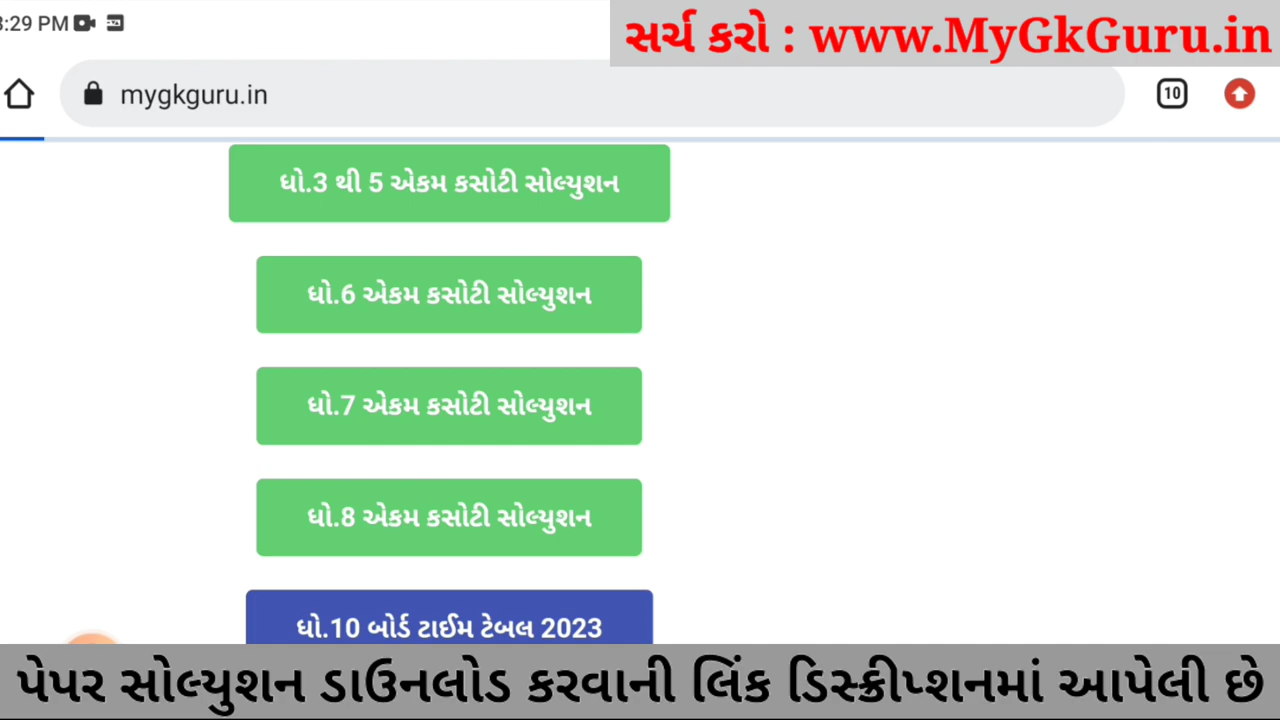 :29 PM
સર્ચ કરો : www.MyGkGuru.in
mygkguru.in
10
ધો.3 થી 5 એકમ કસોટી સોલ્યુશન
ધો.6 એકમ કસોટી સોલ્યુશન
ધો.7 એકમ કસોટી સોલ્યુશન
ધો.8 એકમ કસોટી સોલ્યુશન
ધો.10 બોર્ડ ટાઈમ ટેબલ 2023
પેપર સોલ્યુશન ડાઉનલોડ કરવાની લિંક ડિસ્ક્રીપ્શનમાં આપેલી છે